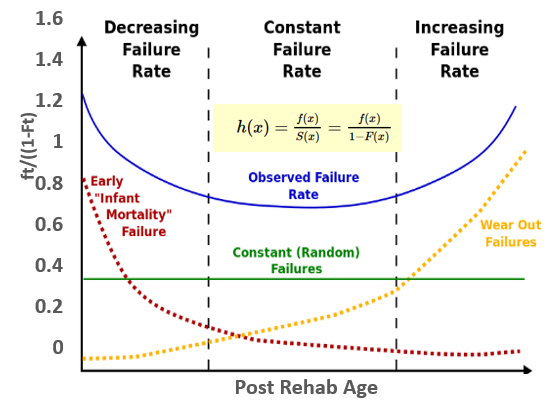 1.6
1.4
1.2
1
0.8
0.6
0.4
0.2
0
ft/((1-Ft)
Decreasing
Failure
Rate
Constant
Failure
Rate
Increasing
Failure
Rate
h(x) = f(x)/S(x) = f(x)/1−F(x)
Observed Failure
Rate
Early
"Infant
Mortality"
Failure
Constant (Random)
Failures
Wear Out
Failures
Post Rehab Age